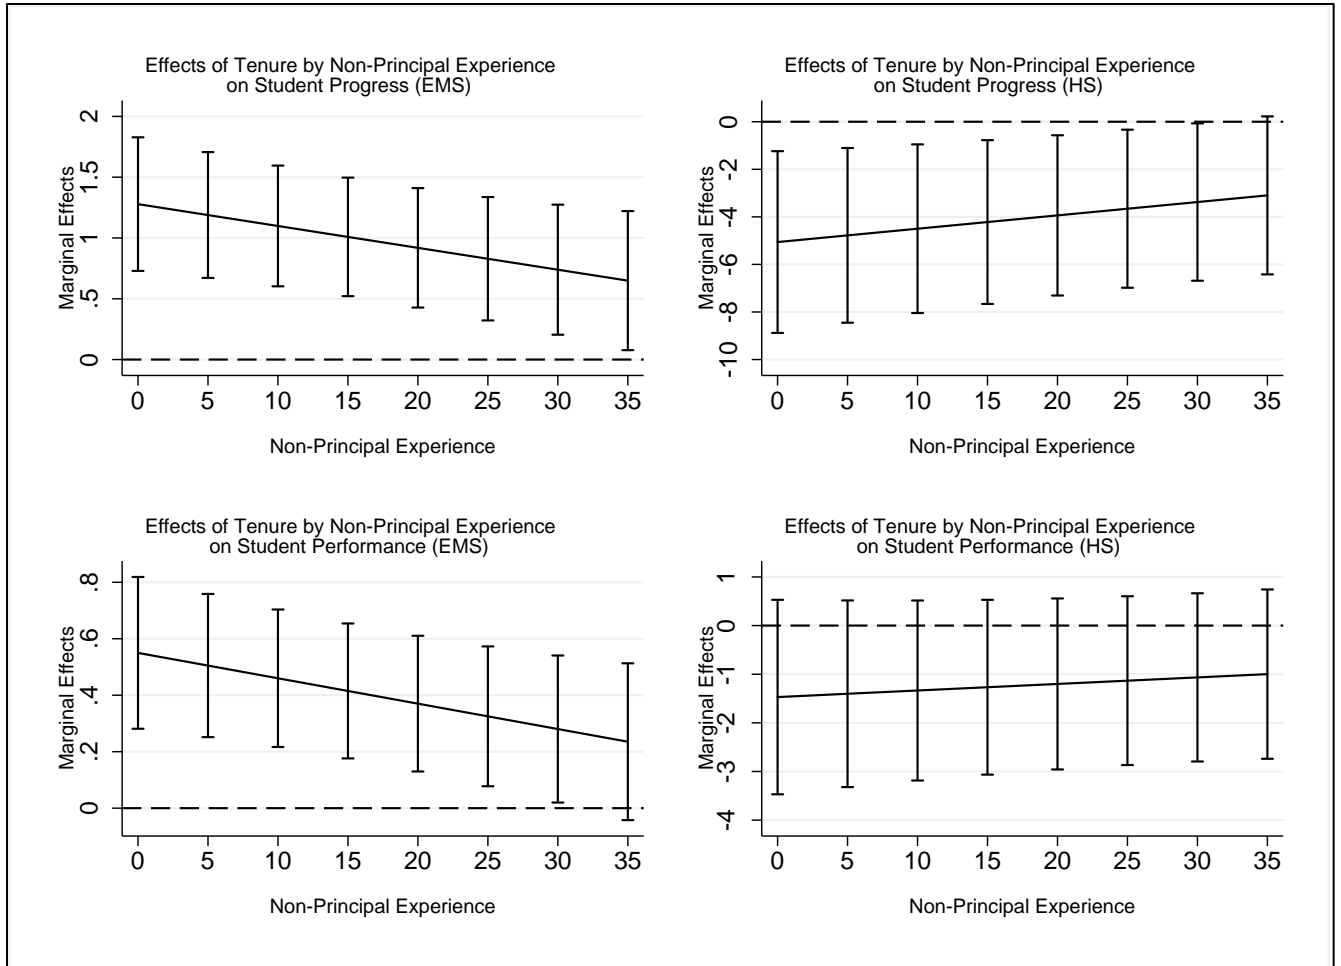 Effects of Tenure by Non-Principal Experience
on Student Progress (EMS)
2
1.5
1
.5
0
Marginal Effects
0 5 10 15 20 25 30 35
Non-Principal Experience
Effects of Tenure by Non-Principal Experience
on Student Progress (HS)
0
-2
-4
-6
-8
-10
Marginal Effects
0 5 10 15 20 25 30 35
Non-Principal Experience
Effects of Tenure by Non-Principal Experience
on Student Performance (EMS)
.8
.6
.4
.2
0
Marginal Effects
0 5 10 15 20 25 30 35
Non-Principal Experience
Effects of Tenure by Non-Principal Experience
on Student Performance (HS)
1
0
-1
-2
-3
-4
Marginal Effects
0 5 10 15 20 25 30 35
Non-Principal Experience